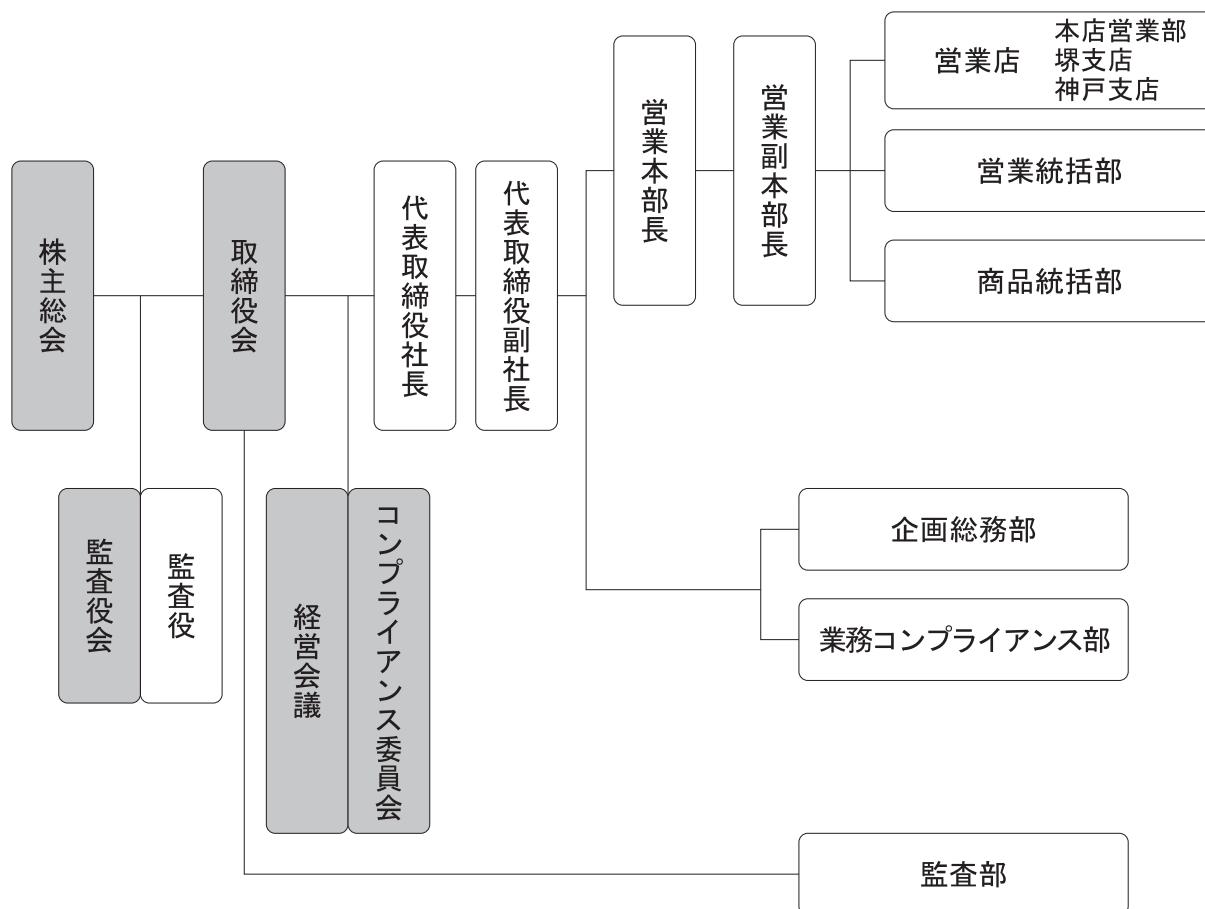 株主総会
監査役会
監査役
取締役会
経営会議
コンプライアンス委員会
代表取締役社長
代表取締役副社長
営業本部長
営業副本部長
営業店
本店営業部
堺支店
神戸支店
営業統括部
商品統括部
企画総務部
業務コンプライアンス部
監査部